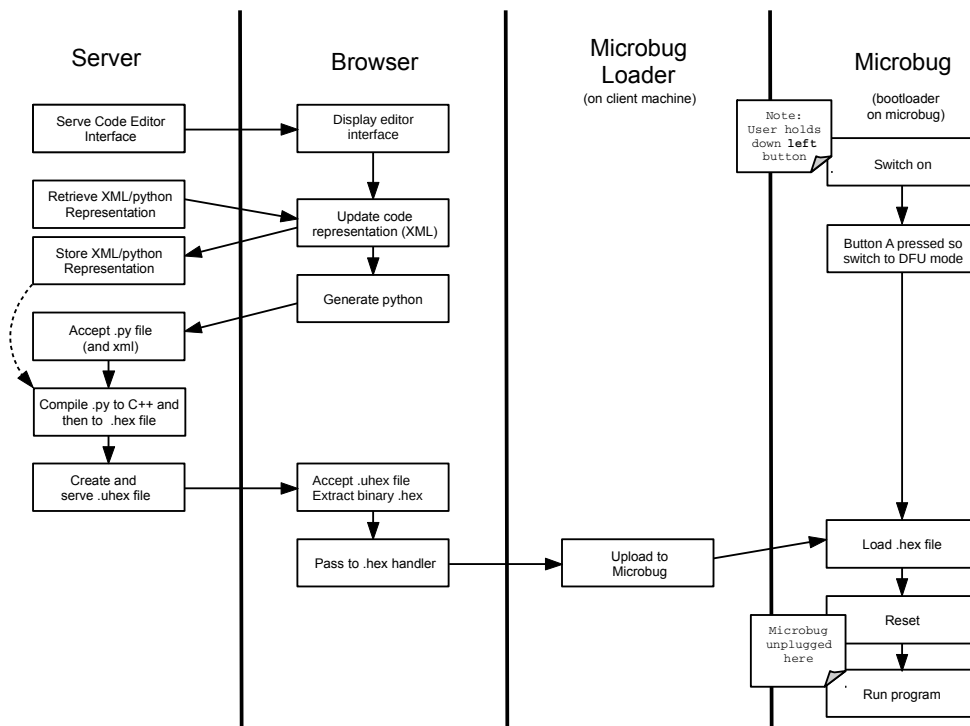 Server
Browser
Microbug
Loader
(on client machine)
Microbug
(bootloader
on microbug)
Serve Code Editor
Interface
Display editor
interface
Note:
User holds
down left
button
Switch on
Retrieve XML/python
Representation
Update code
representation (XML)
Store XML/python
Representation
Button A pressed so
switch to DFU mode
Generate python
Accept .py file
(and xml)
Compile .py to C++ and
then to .hex file
Create and
serve .uhex file
Accept .uhex file
Extract binary .hex
Pass to .hex handler
Upload to
Microbug
Load .hex file
Reset
Microbug
unplugged
here
Run program